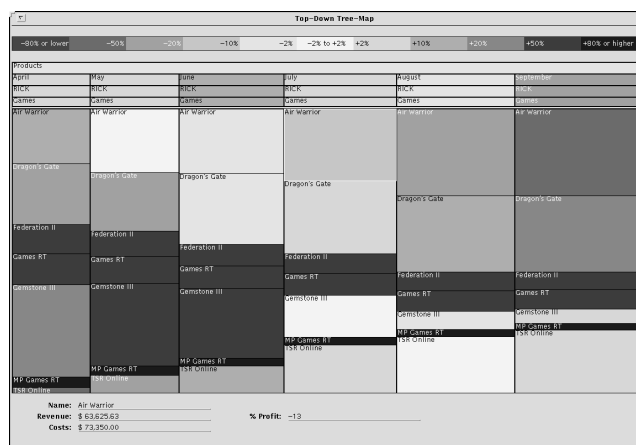 Top-Down Tree-Map
-80% or lower -50% -20% -10% -2% -2% to +2% +2% +10% +20% +50% +80% or higher
Products
April May June July August September
RICK RICK RICK RICK RICK RICK
Games Games Games Games Games Games
Air Warrior Air Warrior Air Warrior Air Warrior Air Warrior Air Warrior
Dragon's Gate Dragon's Gate Dragon's Gate Dragon's Gate Dragon's Gate Dragon's Gate
Federation II Federation II Federation II Federation II Federation II Federation II
Games RT Games RT Games RT Games RT Games RT Games RT
Gemstone III Gemstone III Gemstone III Gemstone III Gemstone III Gemstone III
MP Games RT MP Games RT MP Games RT MP Games RT MP Games RT MP Games RT
TSR Online TSR Online TSR Online TSR Online TSR Online TSR Online
Name: Air Warrior
Revenue: $ 63,625.63 % Profit: -13
Costs: $ 73,350.00